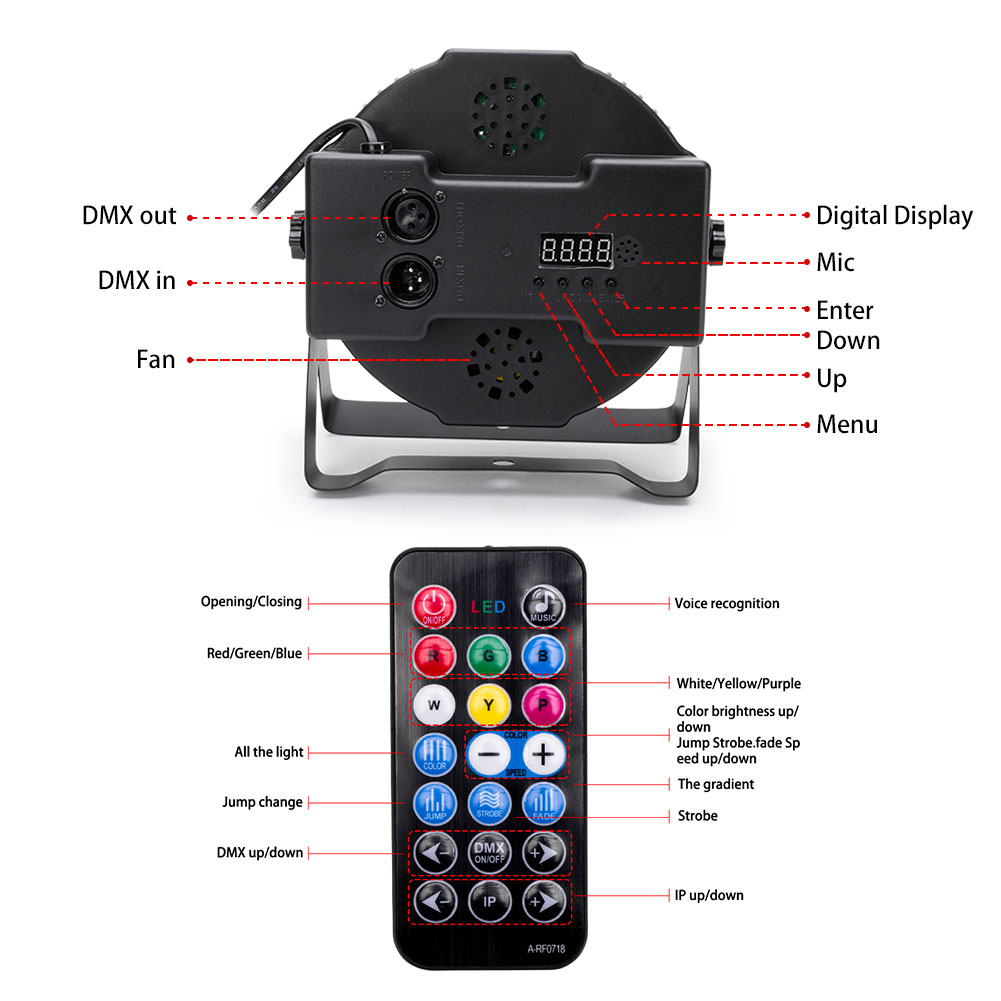 DMX out
DMX in
Fan
Digital Display
Mic
Enter
Down
Up
Menu
POWER
Opening/Closing
Red/Green/Blue
All the light
Jump change
DMX up/down
ON/OFF
LED
MUSIC
R
G
B
W
Y
P
COLOR
COLOR
− +
SPEED
JUMP
STROBE
FADE
−
DMX
ON/OFF
+
−
IP
+
A-RF0718
Voice recognition
White/Yellow/Purple
Color brightness up/
down
Jump Strobe.fade Sp
eed up/down
The gradient
Strobe
IP up/down